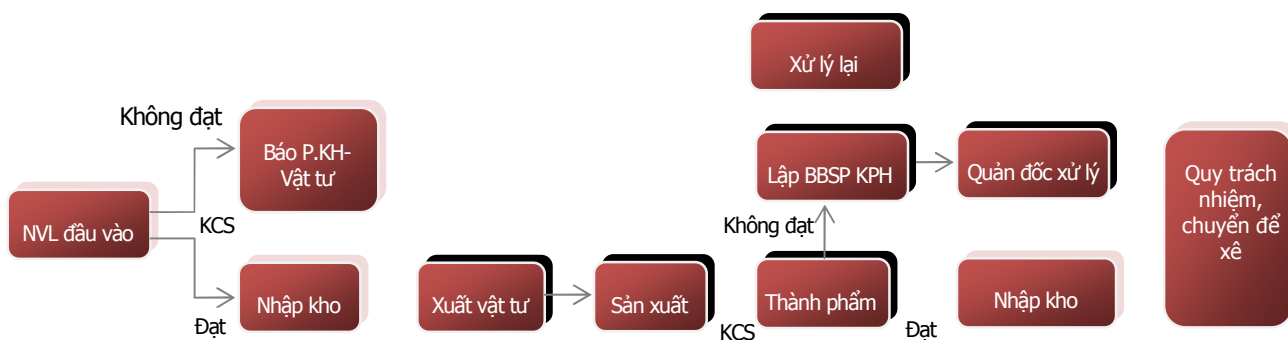 Xử lý lại
Không đạt
Báo P.KH-
Vật tư
Lập BBSP KPH
Quản đốc xử lý
Quy trách
nhiệm,
chuyển để
xê
NVL đầu vào
KCS
Không đạt
Nhập kho
Đạt
Xuất vật tư
Sản xuất
KCS
Thành phẩm
Đạt
Nhập kho